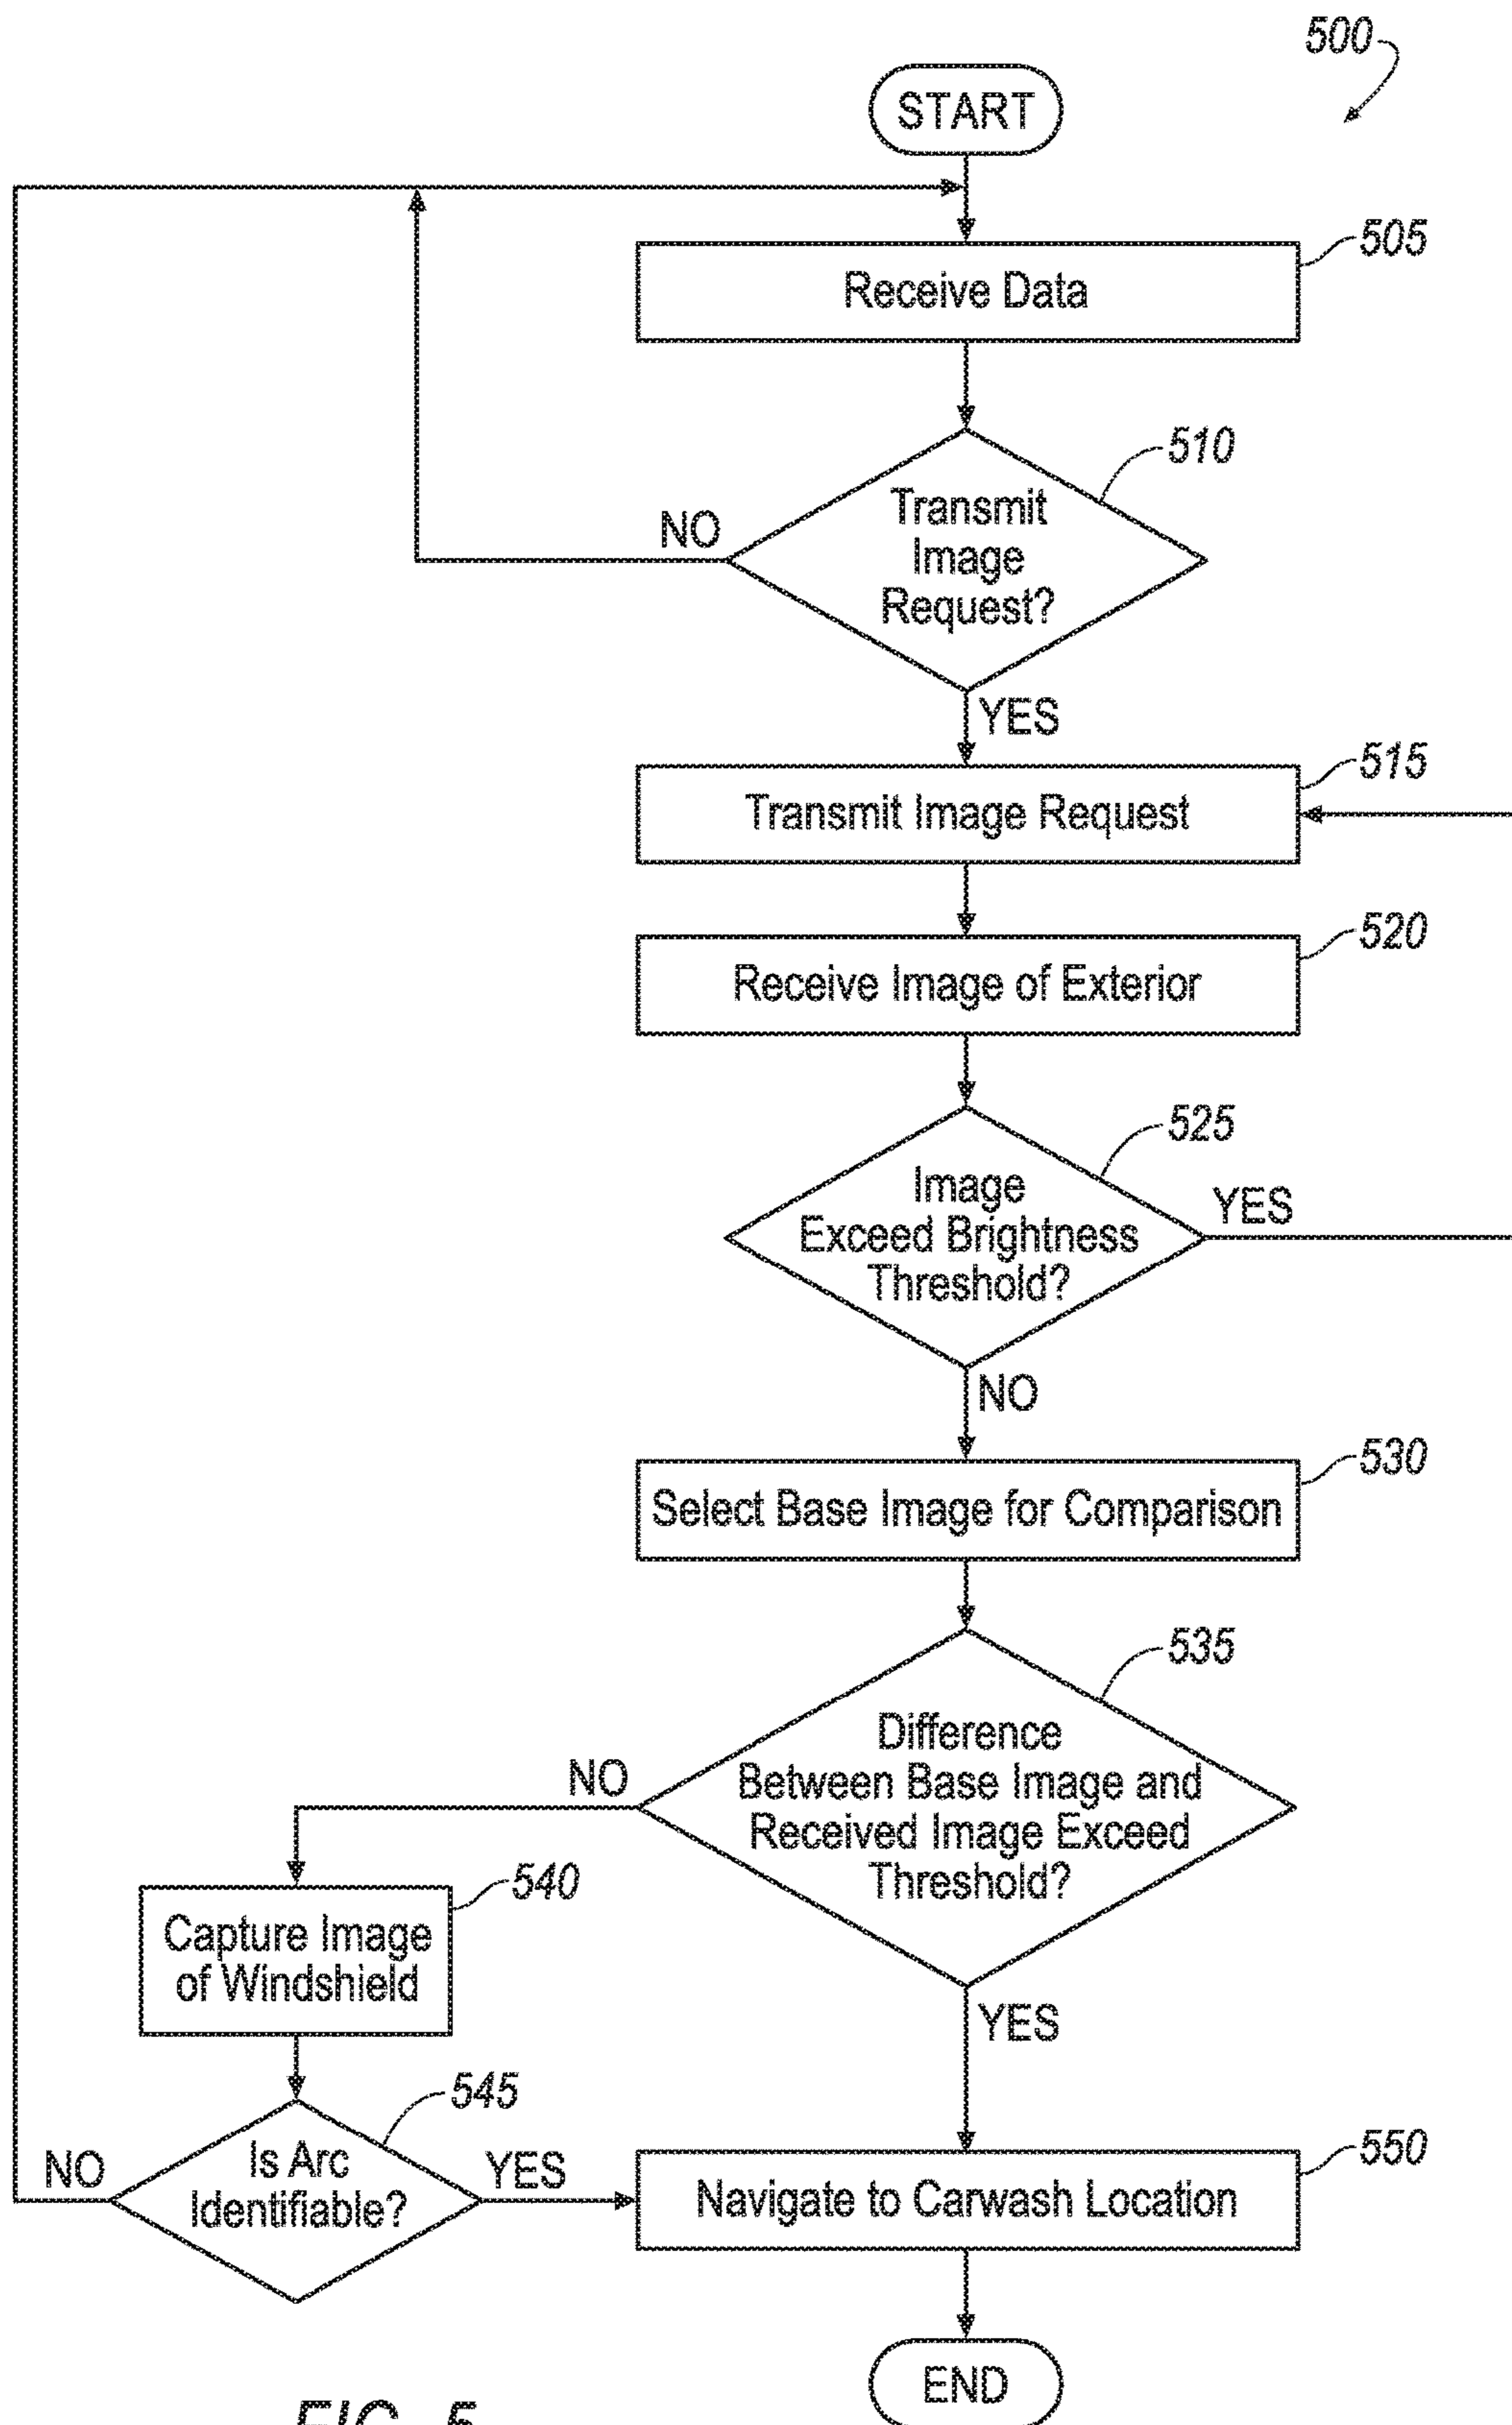 500
START
505
Receive Data
510
Transmit
Image
Request?
NO
YES
515
Transmit Image Request
520
Receive Image of Exterior
525
Image
Exceed Brightness
Threshold?
YES
NO
530
Select Base Image for Comparison
535
Difference
Between Base Image and
Received Image Exceed
Threshold?
NO
YES
540
Capture Image
of Windshield
545
Is Arc
Identifiable?
NO
YES
550
Navigate to Carwash Location
END
FIG. 5